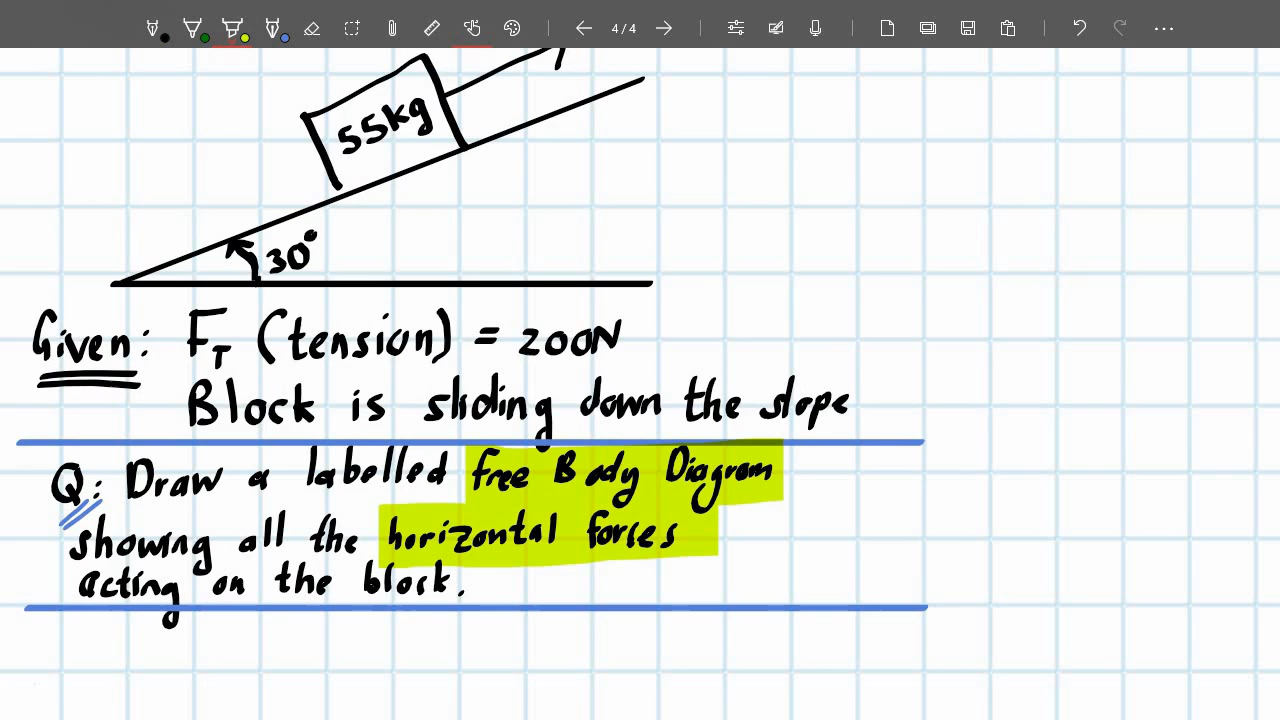 4/4
55kg
30°
Given: F_T (tension) = 200N
Block is sliding down the slope
Q: Draw a labelled free Body Diagram
showing all the horizontal forces
acting on the block.